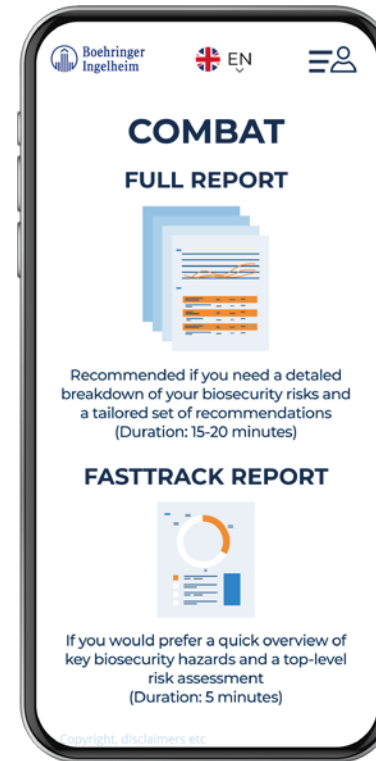 Boehringer
Ingelheim
EN
COMBAT
FULL REPORT
Recommended if you need a detaled
breakdown of your biosecurity risks and
a tailored set of recommendations
(Duration: 15-20 minutes)
FASTTRACK REPORT
If you would prefer a quick overview of
key biosecurity hazards and a top-level
risk assessment
(Duration: 5 minutes)
Copyright, disclaimers etc